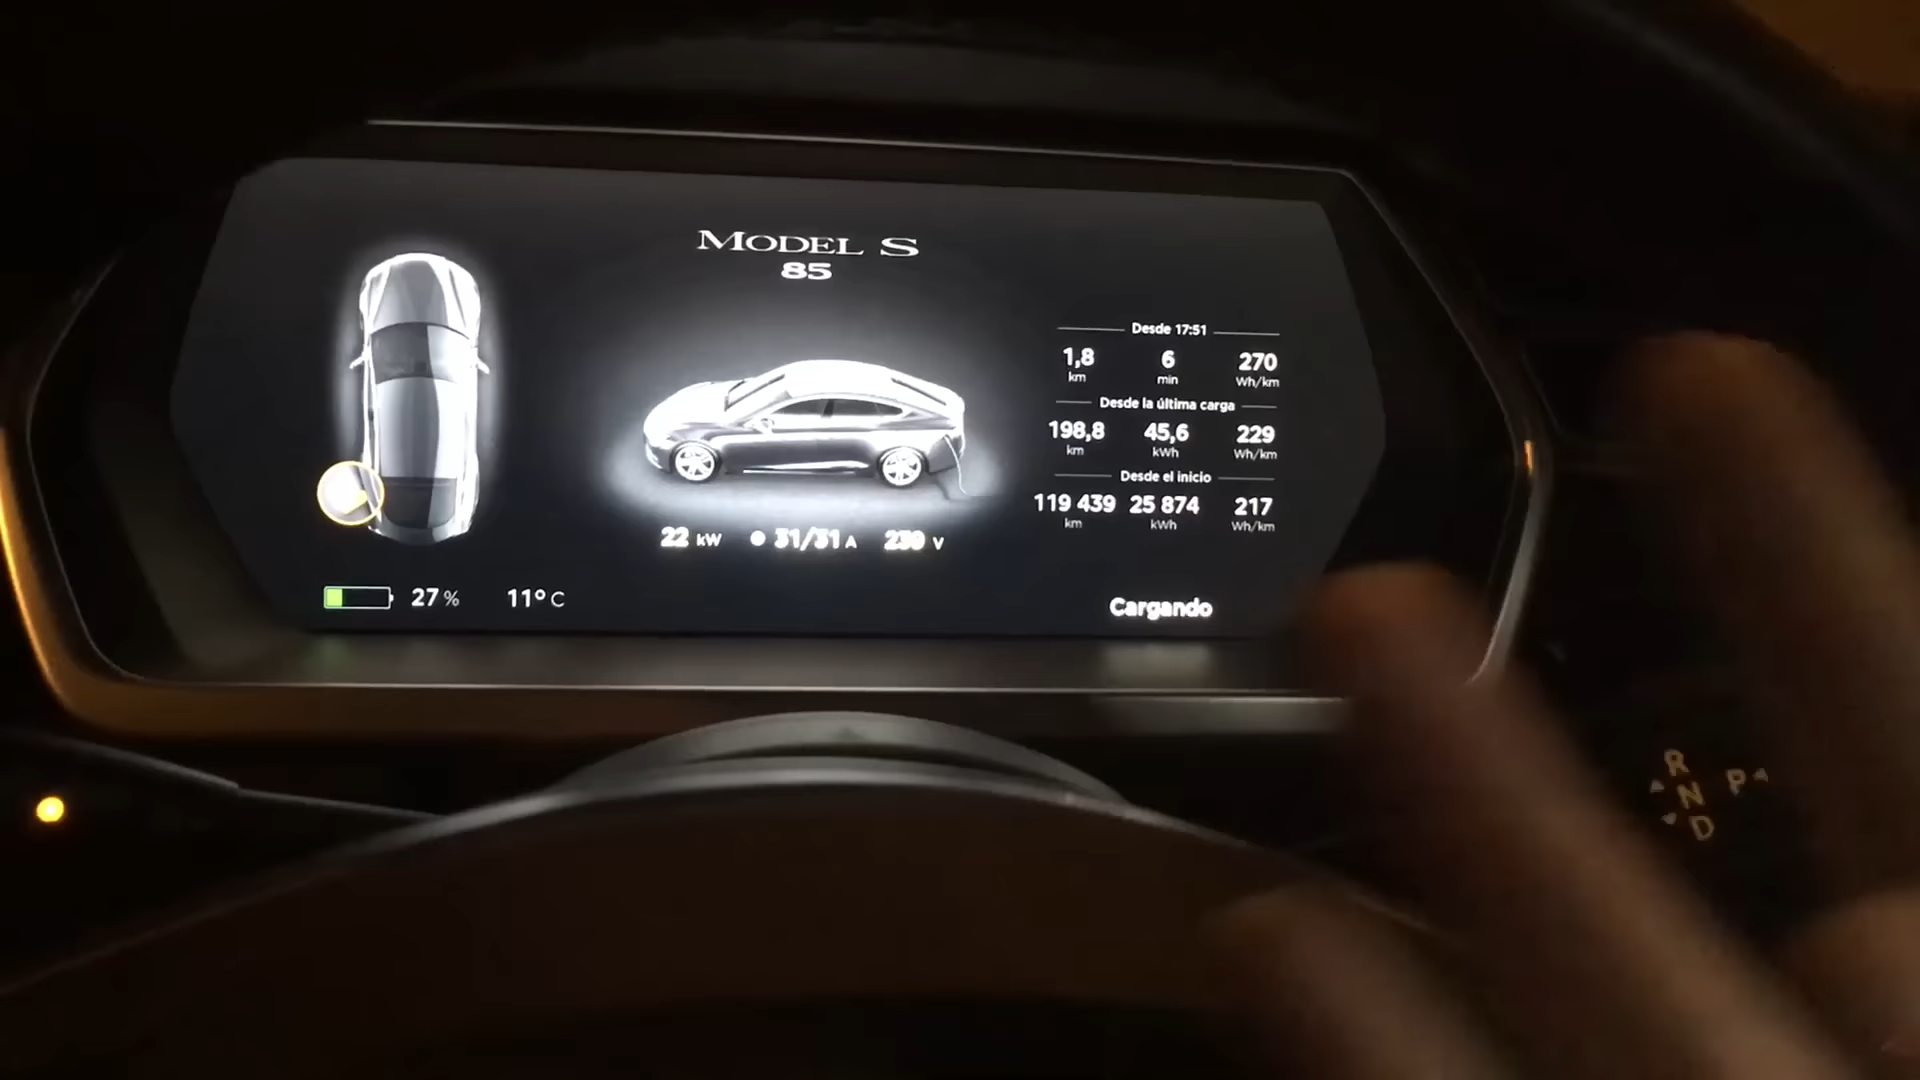 MODEL S
85
Desde 17:51
1,8 6 270
km min Wh/km
Desde la última carga
198,8 45,6 229
km kWh Wh/km
Desde el inicio
119 439 25 874 217
km kWh Wh/km
22 kW 31/31 A 230 V
27 % 11° C
Cargando
R
N P
D